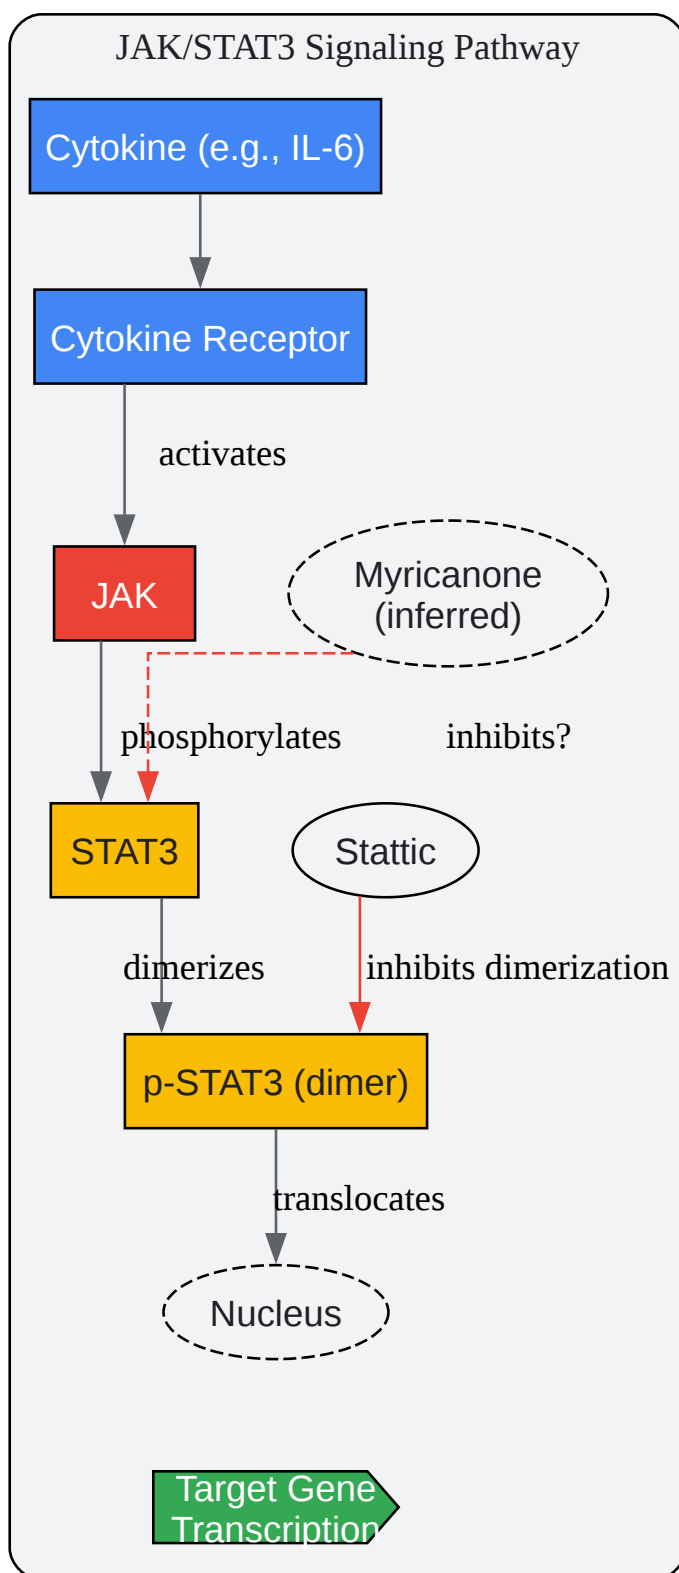 JAK/STAT3 Signaling Pathway
Cytokine (e.g., IL-6)
Cytokine Receptor
activates
JAK
Myricanone
(inferred)
phosphorylates
inhibits?
STAT3
Stattic
dimerizes
inhibits dimerization
p-STAT3 (dimer)
translocates
Nucleus
Target Gene
Transcription